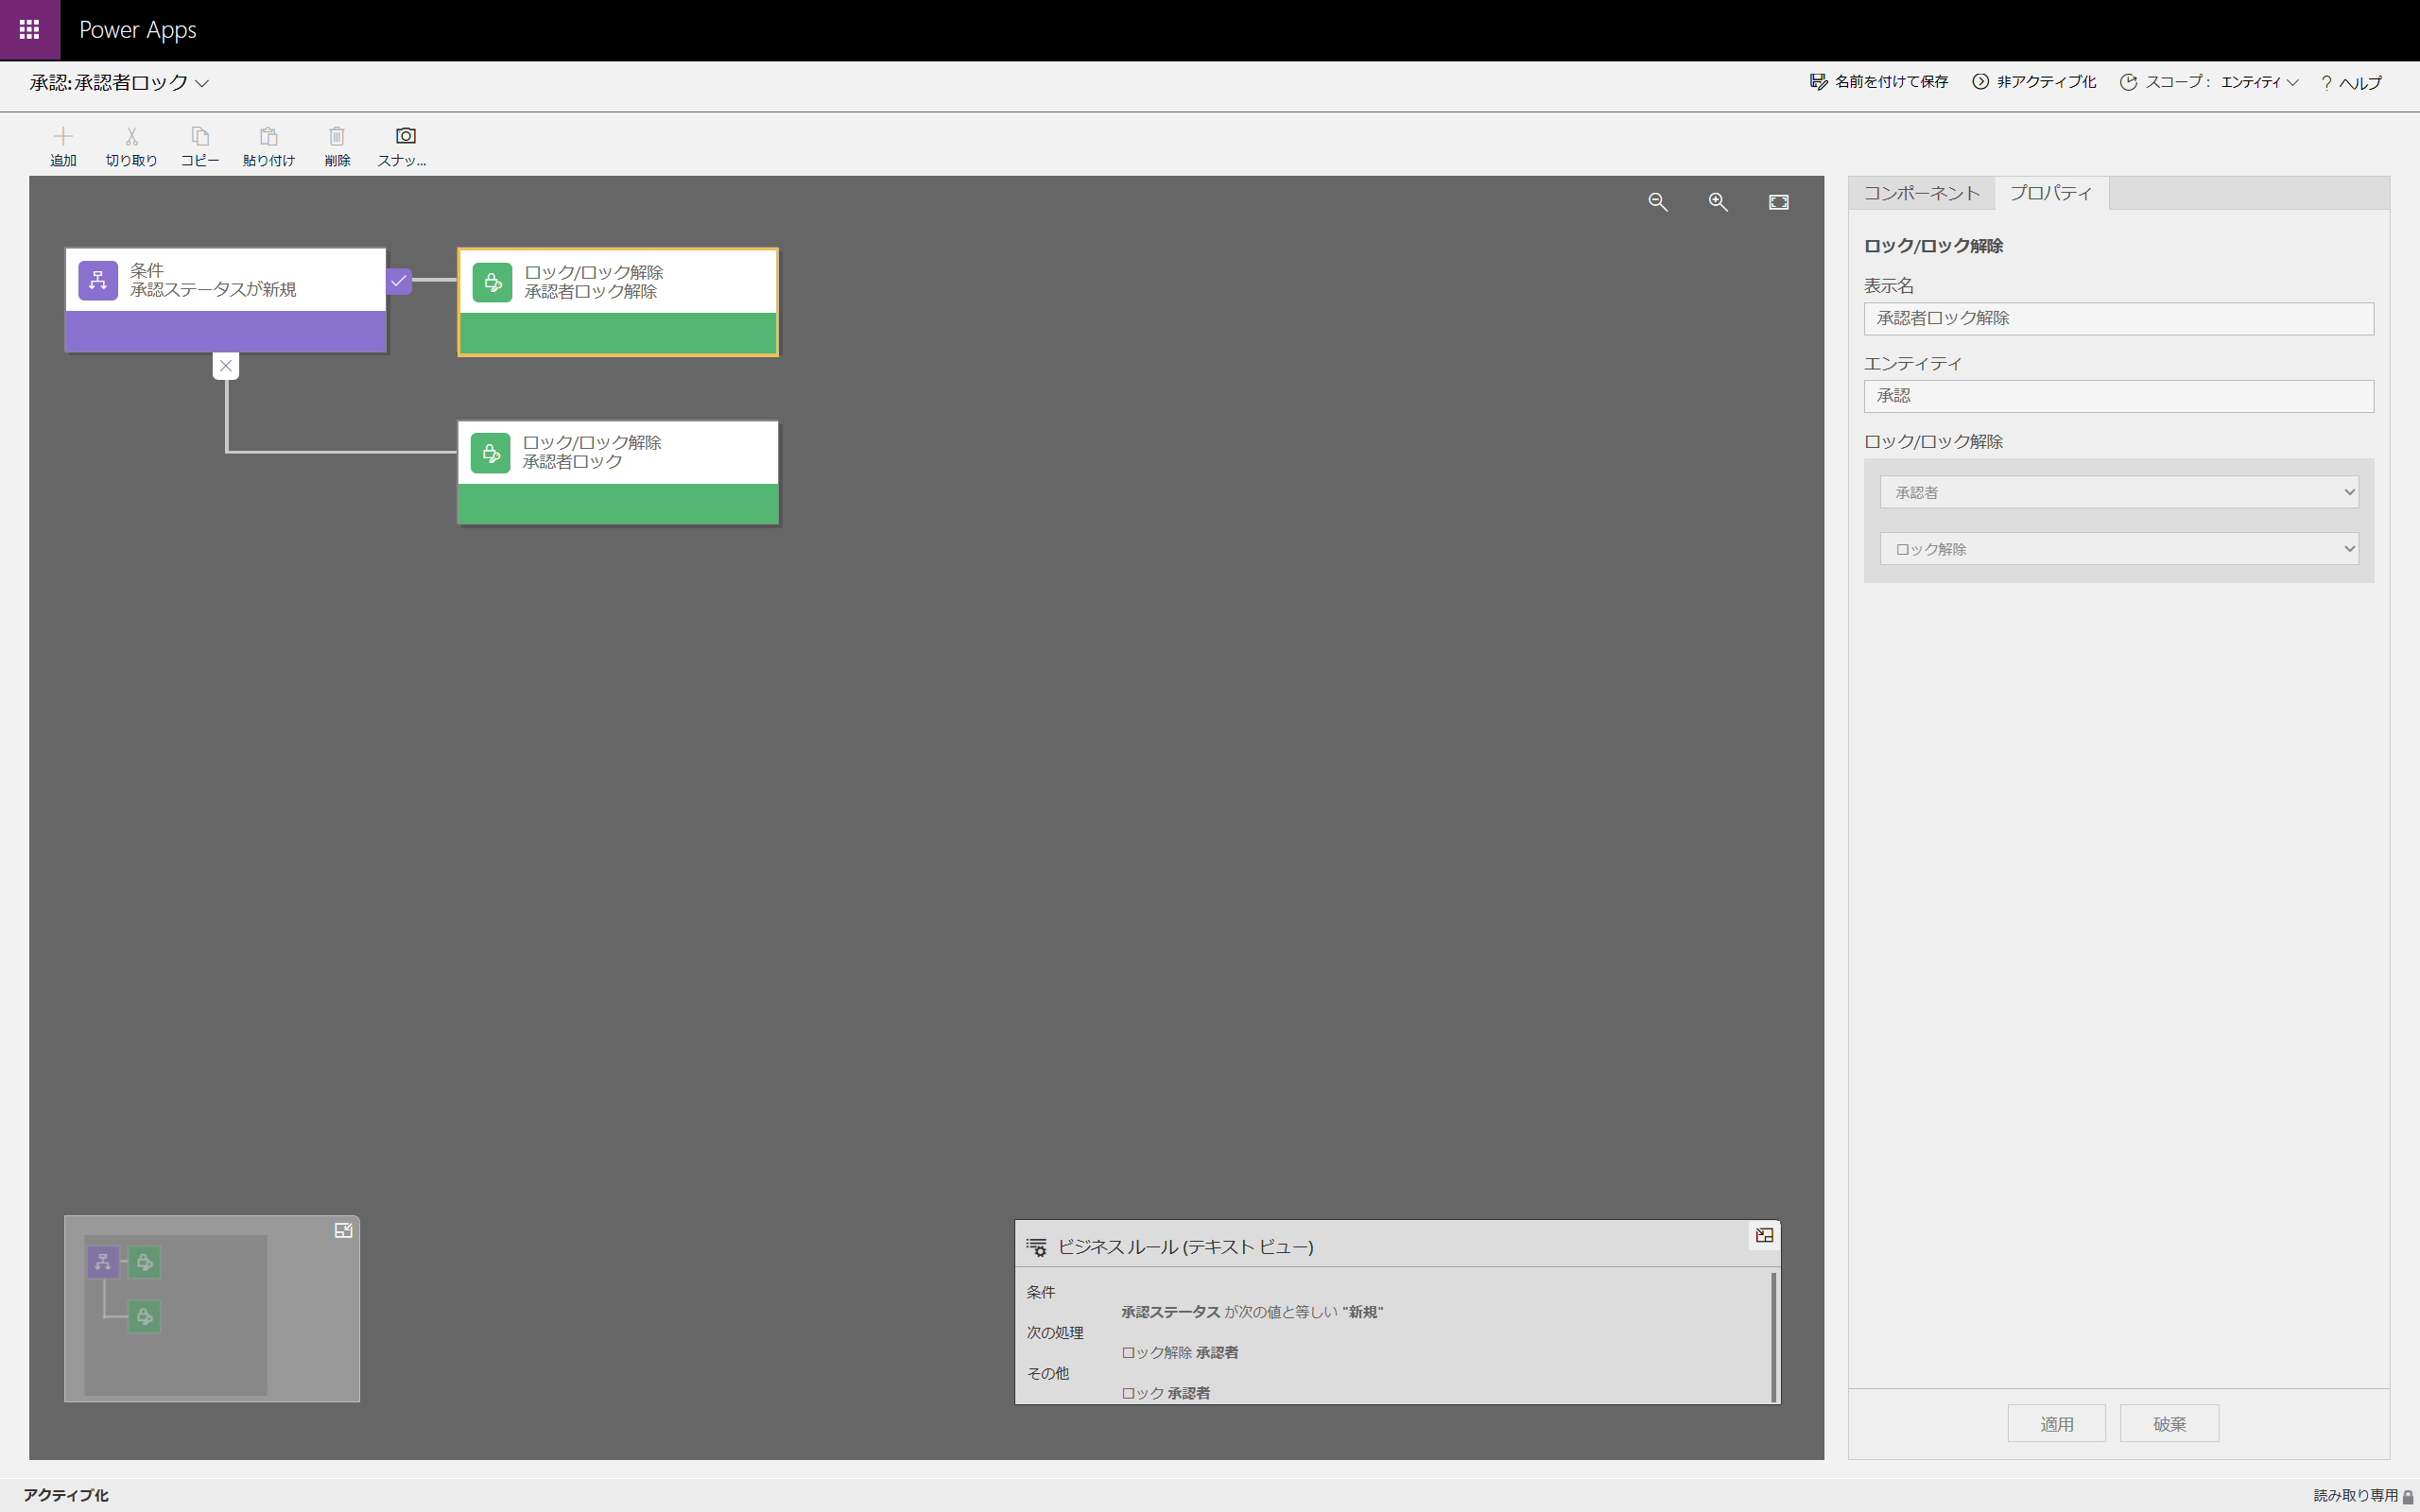 Power Apps
承認:承認者ロック
名前を付けて保存 非アクティブ化 スコープ: エンティティ ? ヘルプ
追加 切り取り コピー 貼り付け 削除 スナッ...
コンポーネント プロパティ
条件
承認ステータスが新規
ロック/ロック解除
承認者ロック解除
ロック/ロック解除
承認者ロック
ロック/ロック解除
表示名
承認者ロック解除
エンティティ
承認
ロック/ロック解除
承認者
ロック解除
ビジネス ルール (テキスト ビュー)
条件
承認ステータス が次の値と等しい "新規"
次の処理
ロック解除 承認者
その他
ロック 承認者
適用 破棄
アクティブ化 読み取り専用